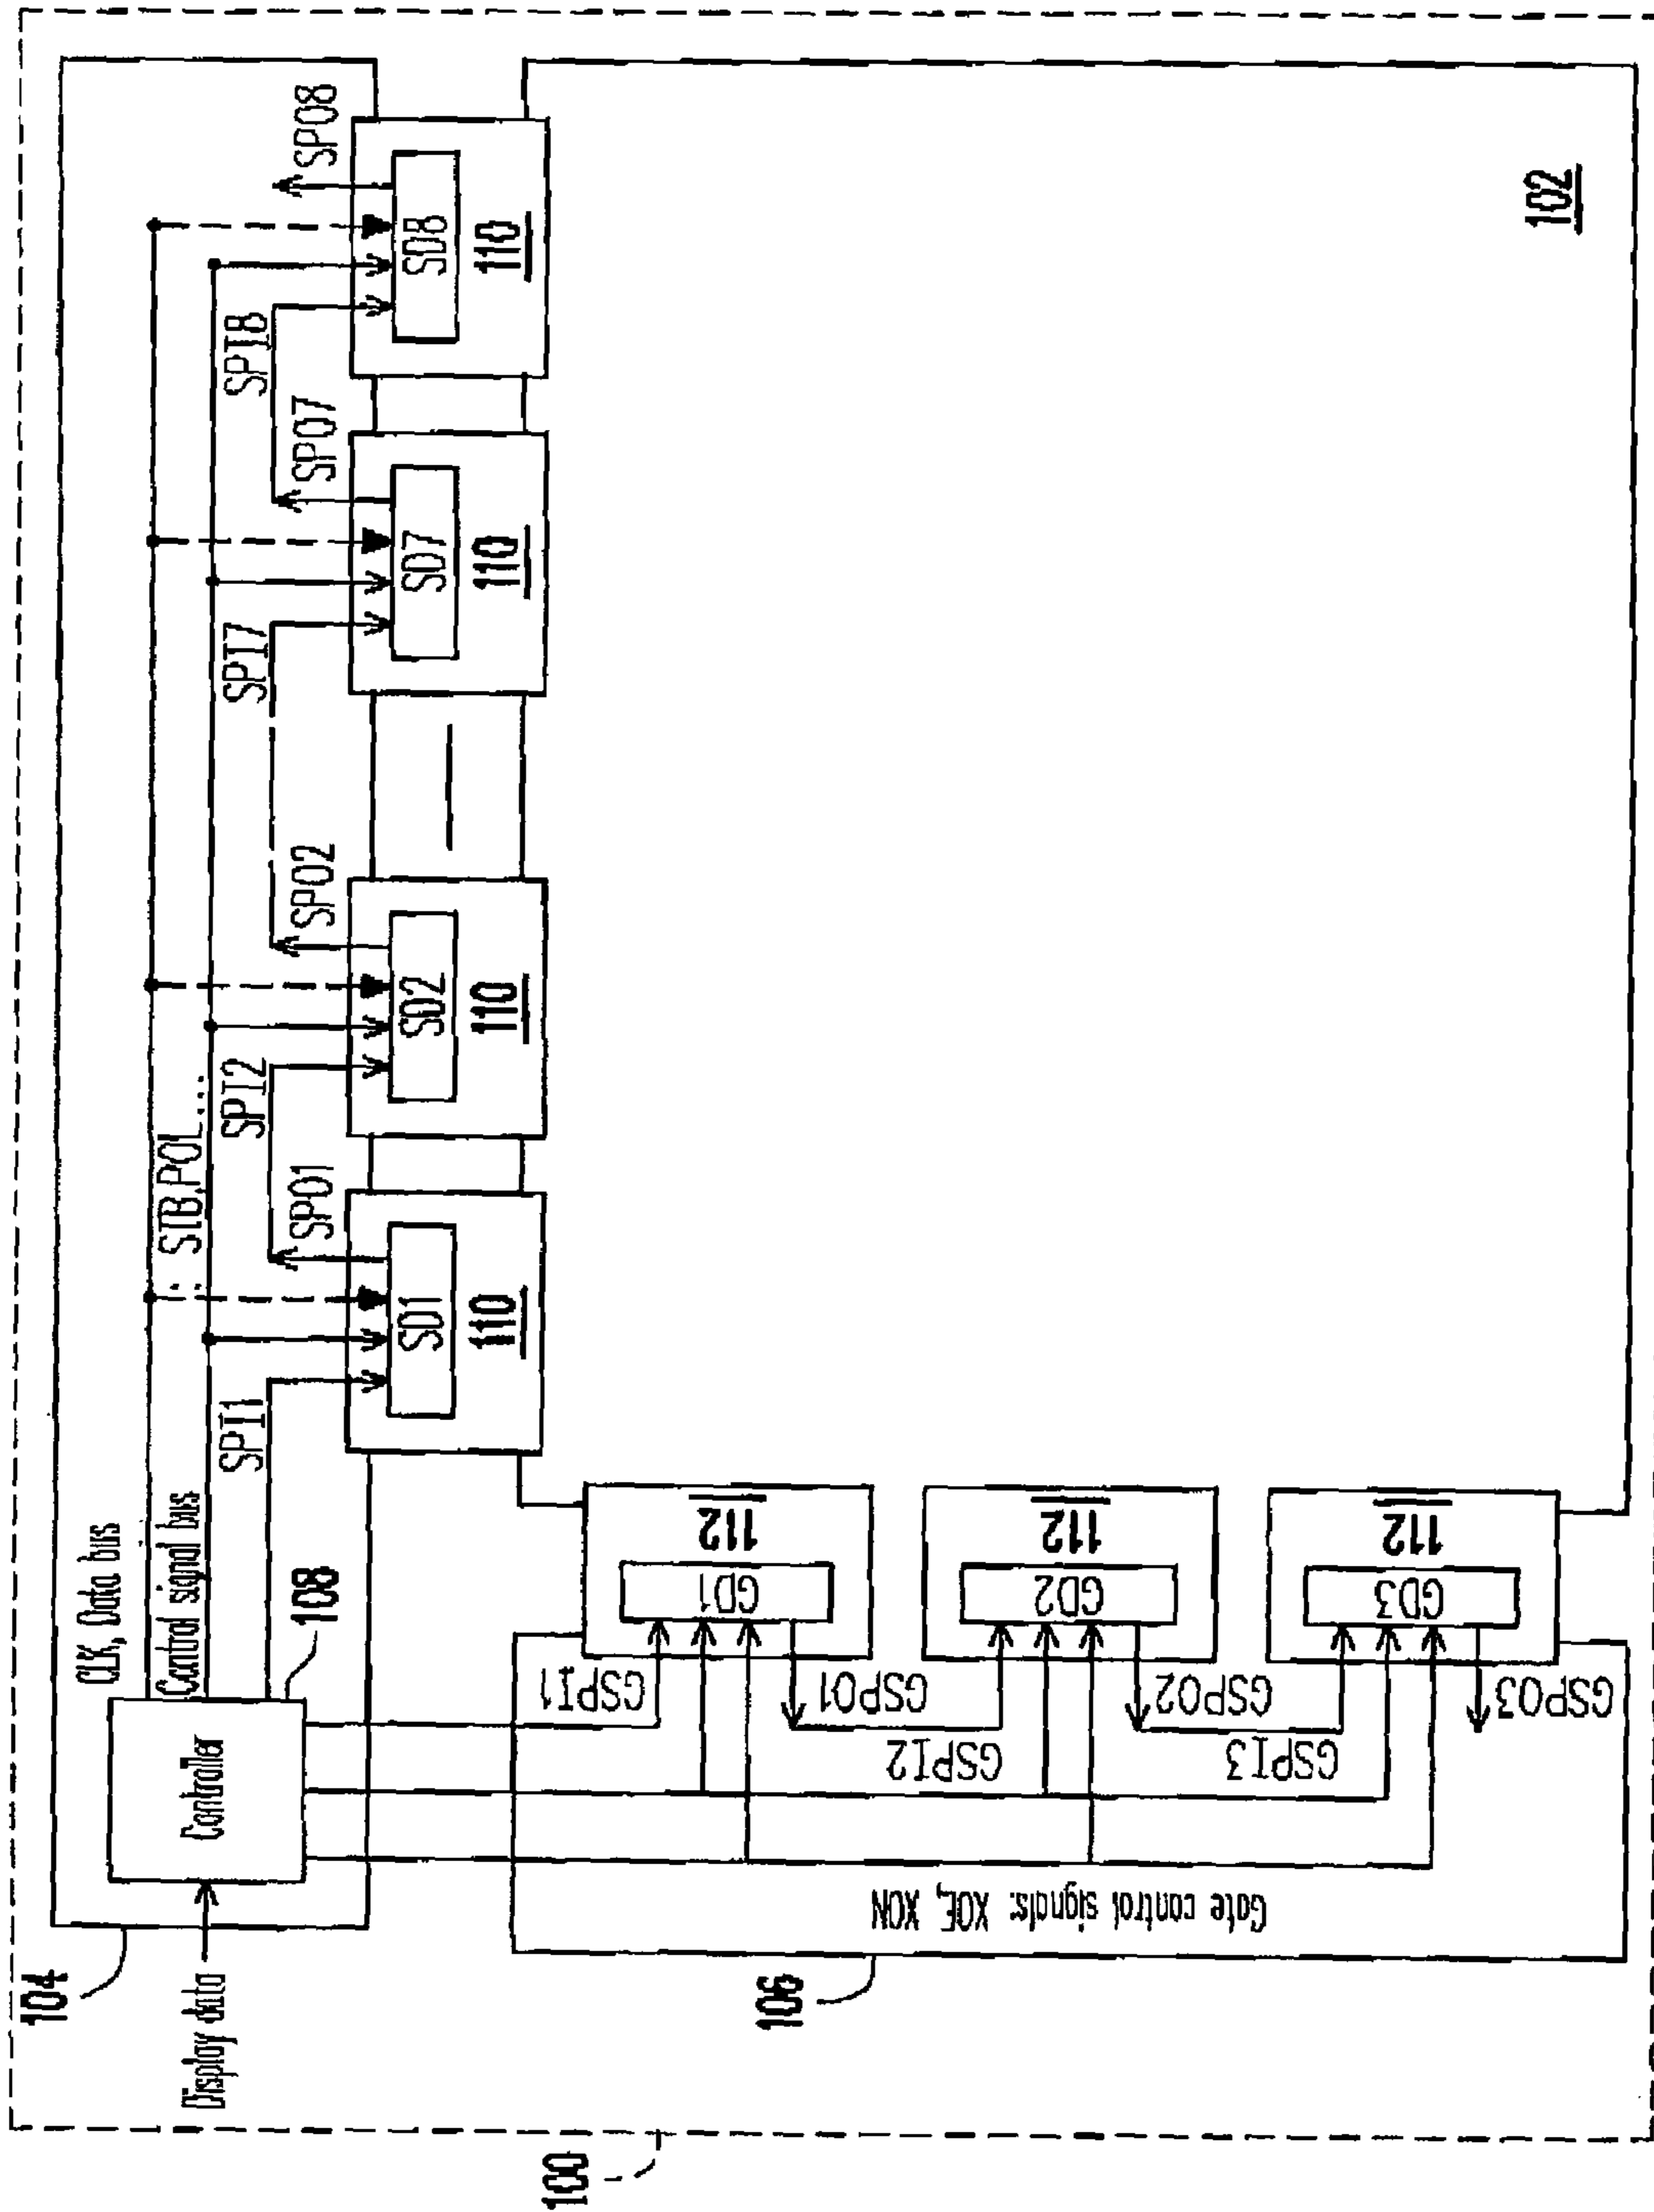 100
104
Display data
Controller
108
CLK, Data bus
Control signal bus
: STB,POL...
SPI1
SPO1
SPI2
SPO2
SPI7
SPO7
SPI8
SPO8
SD1
110
SD2
110
SD7
110
SD8
110
102
106
Gate control signals: XOE, XON
GSPI1
GD1
112
GSPO1
GSPI2
GD2
112
GSPO2
GSPI3
GD3
112
GSPO3